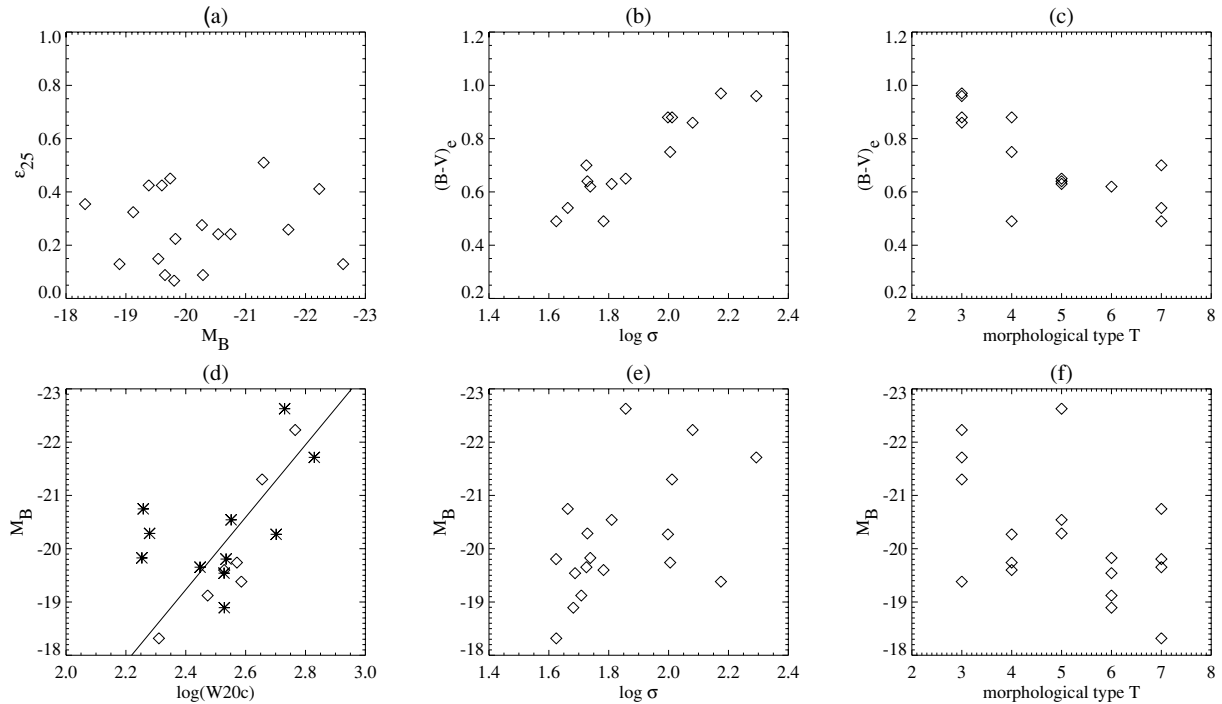 (a)
1.0
0.8
0.6
0.4
0.2
0.0
ε25
-18 -19 -20 -21 -22 -23
M_B
(b)
1.2
1.0
0.8
0.6
0.4
0.2
(B-V)_e
1.4 1.6 1.8 2.0 2.2 2.4
log σ
(c)
1.2
1.0
0.8
0.6
0.4
0.2
(B-V)_e
2 3 4 5 6 7 8
morphological type T
(d)
-23
-22
-21
-20
-19
-18
M_B
2.0 2.2 2.4 2.6 2.8 3.0
log(W20c)
(e)
-23
-22
-21
-20
-19
-18
M_B
1.4 1.6 1.8 2.0 2.2 2.4
log σ
(f)
-23
-22
-21
-20
-19
-18
M_B
2 3 4 5 6 7 8
morphological type T